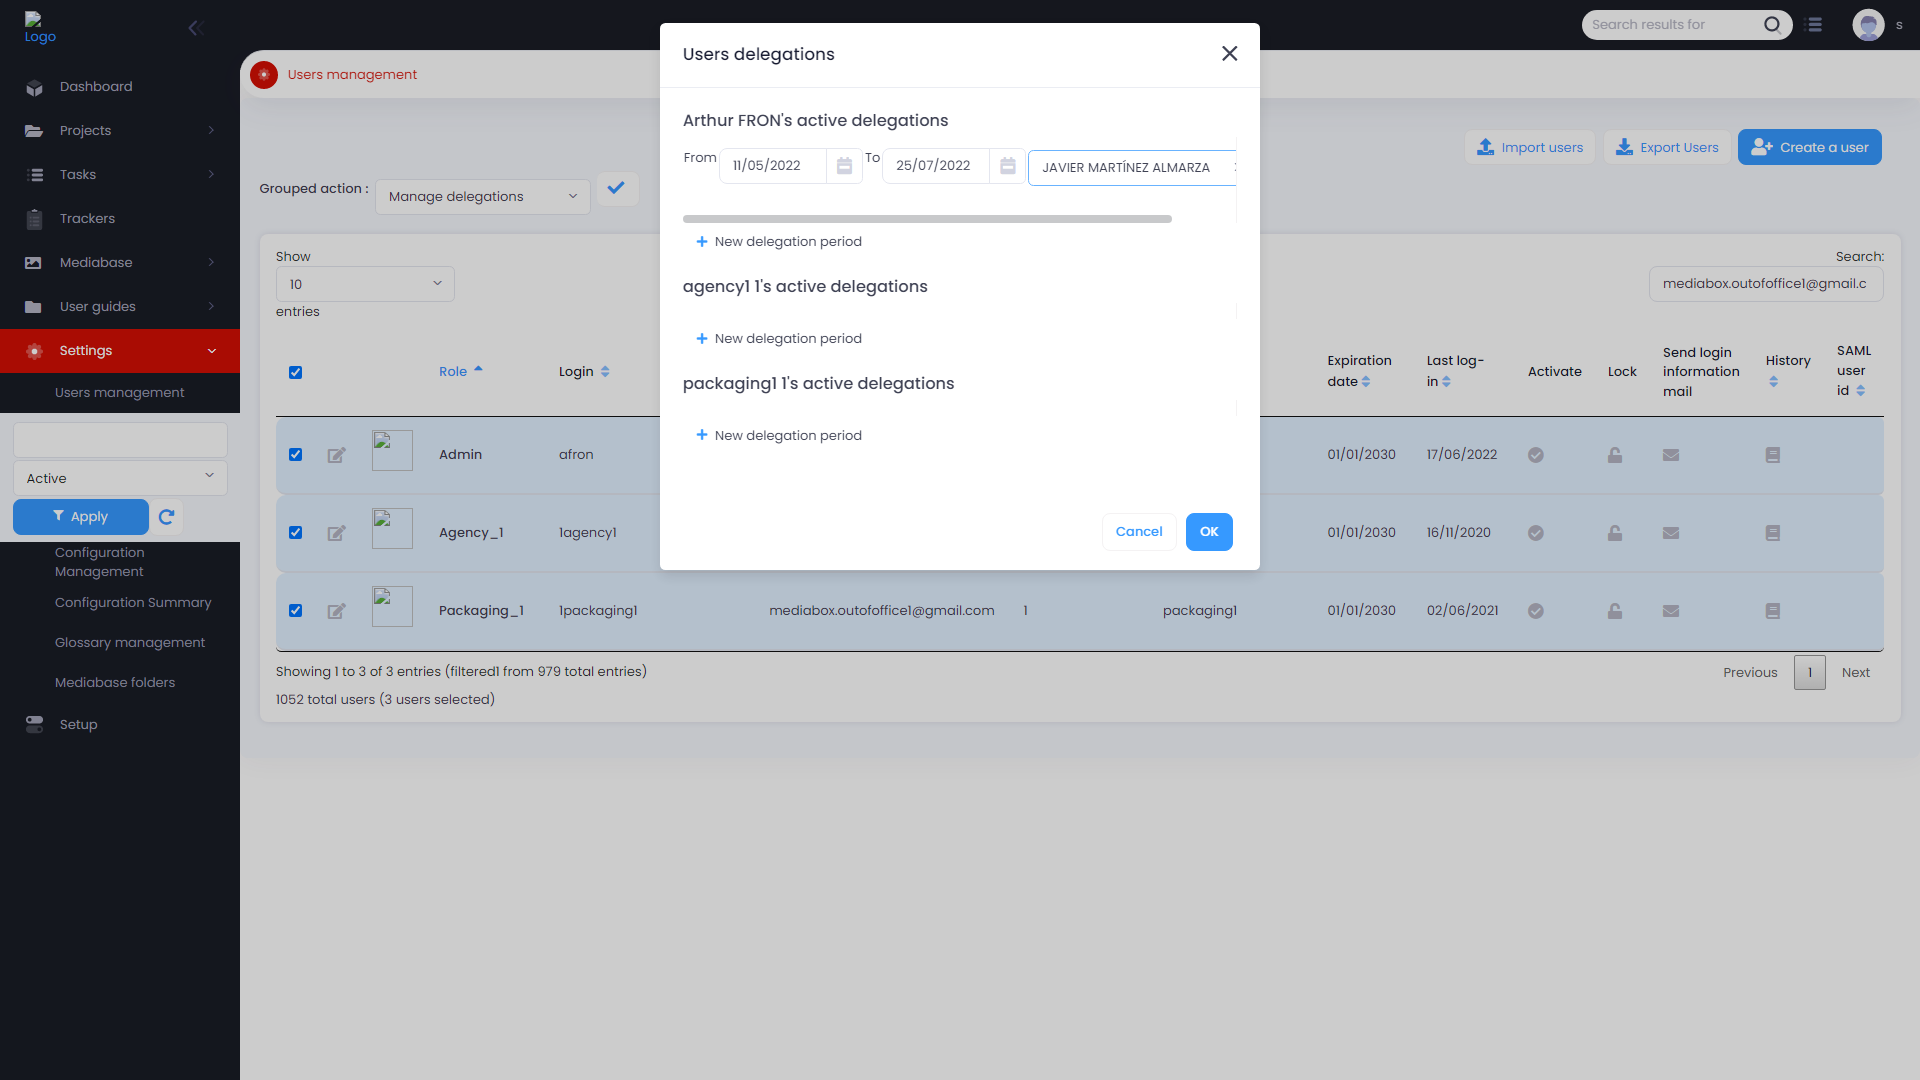 Logo
Dashboard
Projects
Tasks
Trackers
Mediabase
User guides
Settings
Users management
Active
Apply
Configuration
Management
Configuration Summary
Glossary management
Mediabase folders
Setup
Search results for
s
Users management
Import users
Export Users
Create a user
Grouped action :
Manage delegations
Show
10
entries
Search:
mediabox.outofoffice1@gmail.c
Role
Login
Expiration
date
Last log-
in
Activate
Lock
Send login
information
mail
History
SAML
user
id
Admin afron 01/01/2030 17/06/2022
Agency_1 1agency1 01/01/2030 16/11/2020
Packaging_1 1packaging1 mediabox.outofoffice1@gmail.com 1 packaging1 01/01/2030 02/06/2021
Showing 1 to 3 of 3 entries (filtered1 from 979 total entries)
1052 total users (3 users selected)
Previous 1 Next
Users delegations
Arthur FRON's active delegations
From 11/05/2022 To 25/07/2022 JAVIER MARTÍNEZ ALMARZA
New delegation period
agency1 1's active delegations
New delegation period
packaging1 1's active delegations
New delegation period
Cancel
OK